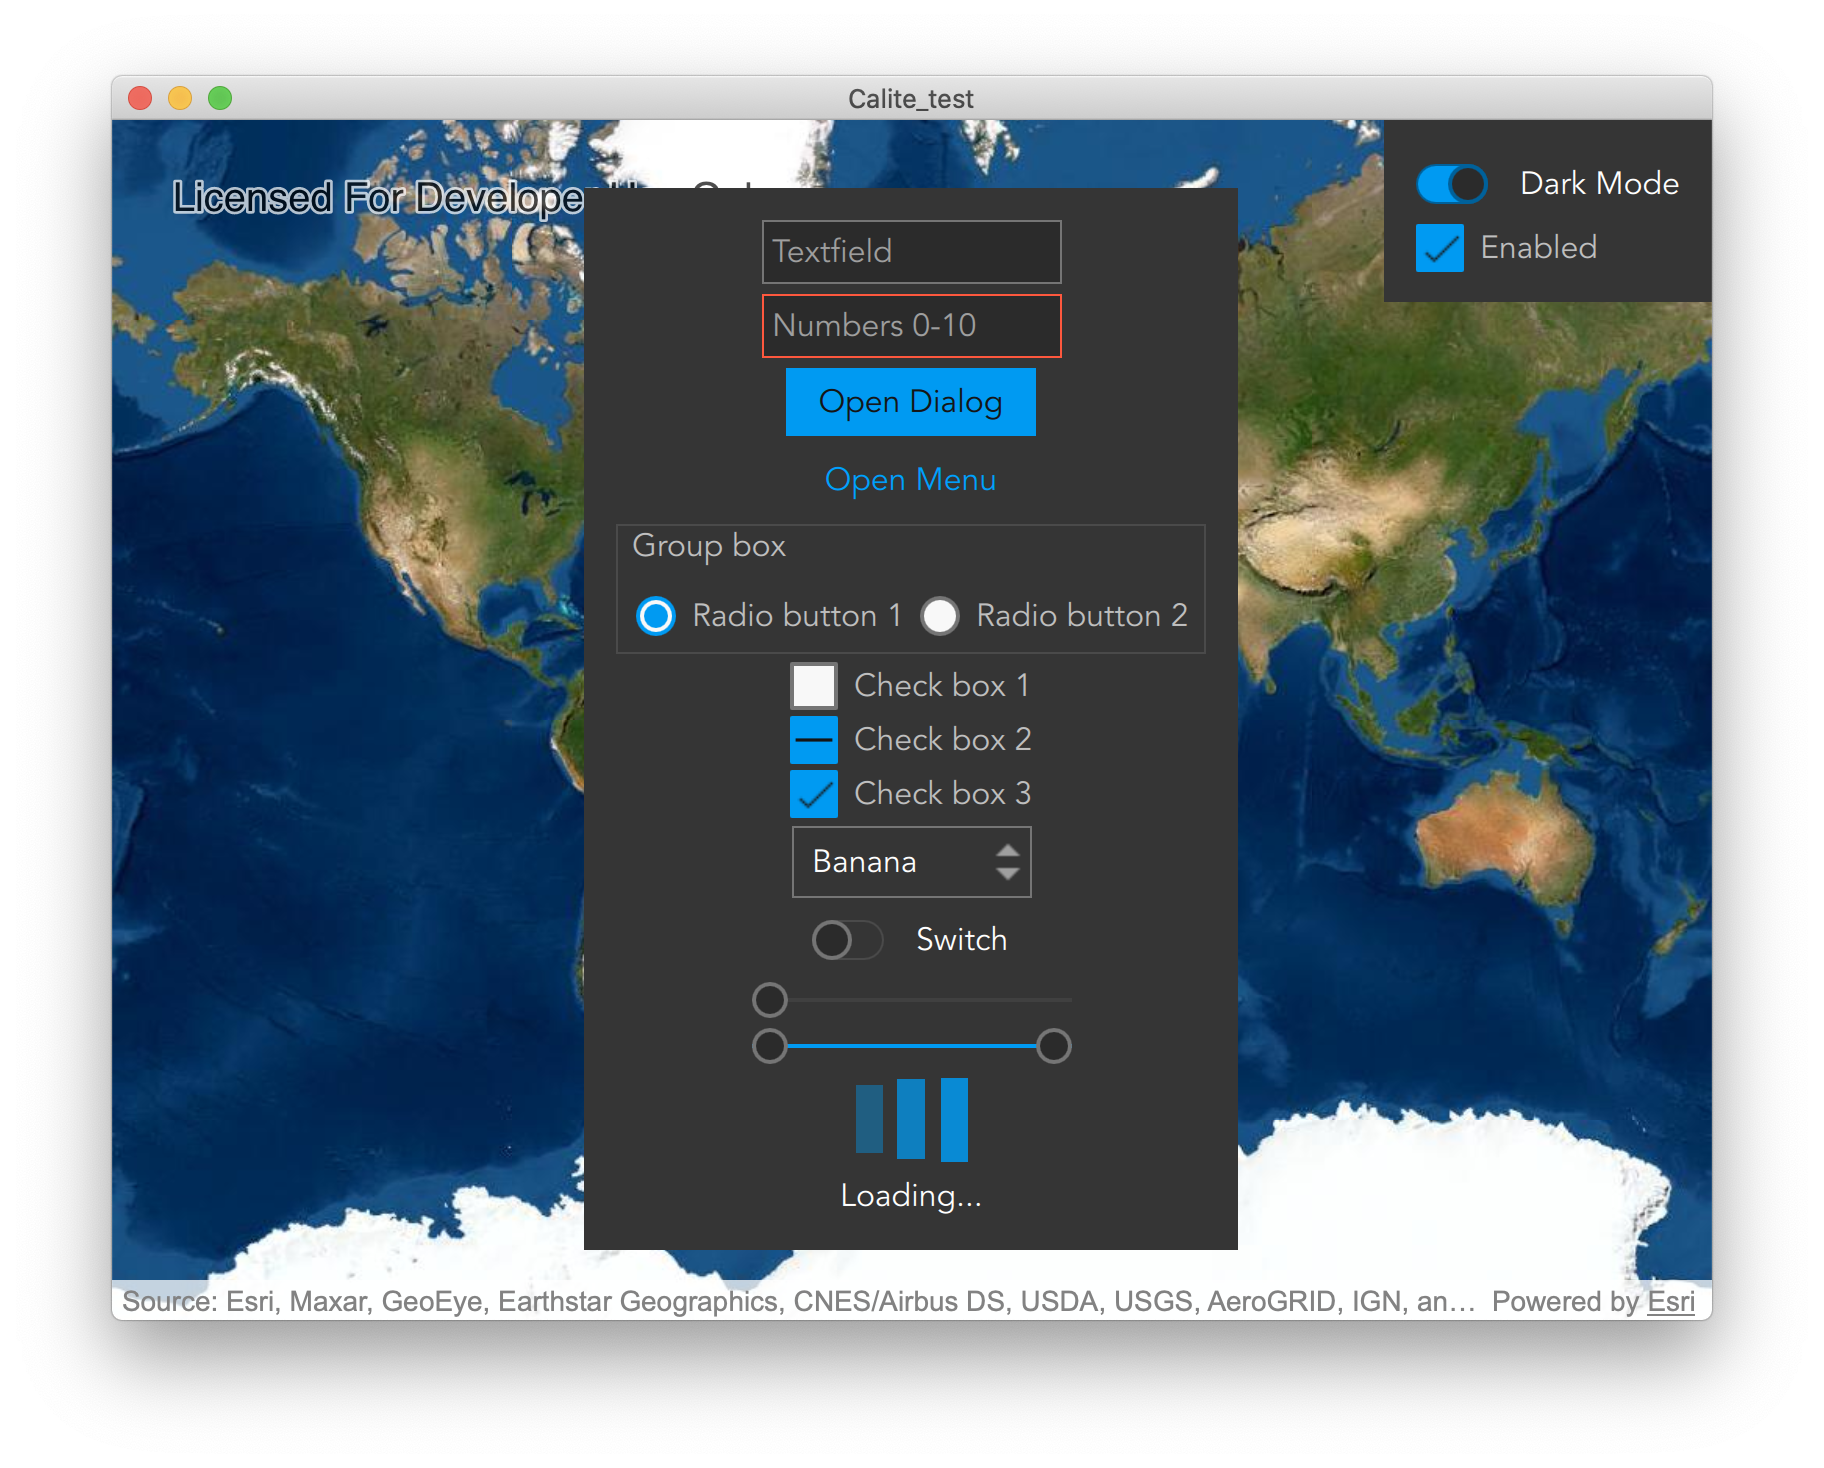 Calite_test
Licensed For Develope
Dark Mode
Enabled
Textfield
Numbers 0-10
Open Dialog
Open Menu
Group box
Radio button 1
Radio button 2
Check box 1
Check box 2
Check box 3
Banana
Switch
Loading...
Source: Esri, Maxar, GeoEye, Earthstar Geographics, CNES/Airbus DS, USDA, USGS, AeroGRID, IGN, an... Powered by Esri